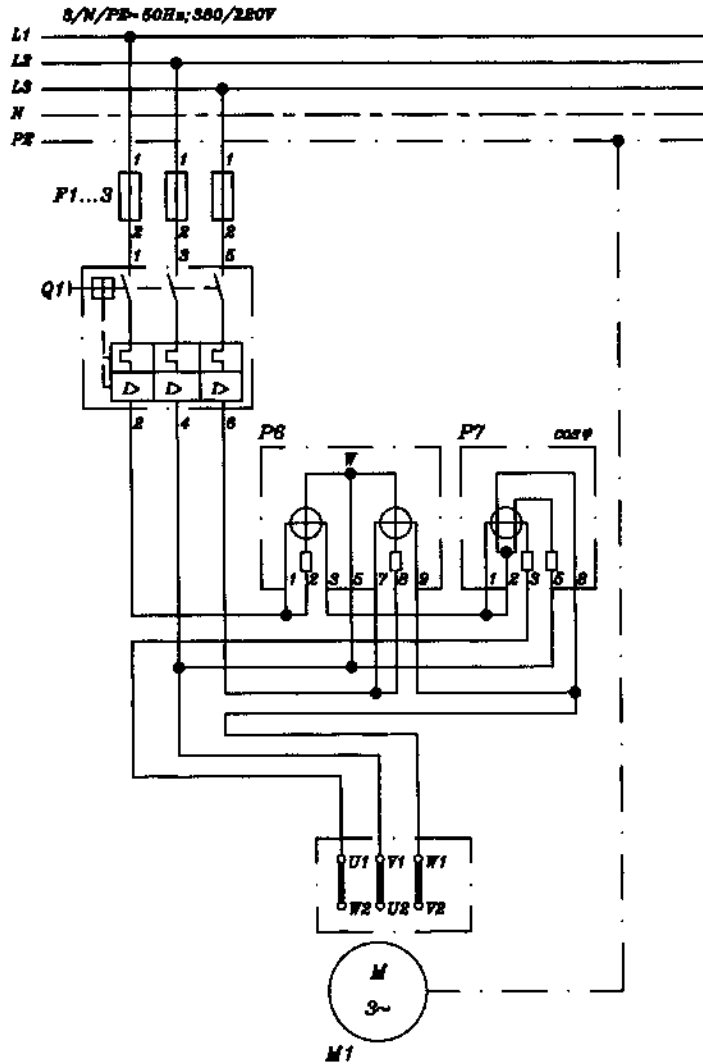 3/N/PE~50Hz;380/220V
L1
L2
L3
N
PE
1 1 1
F1...3
2 2 2
1 3 5
Q1
I> I> I>
2 4 6
P6 P7 cosφ
W
1 2 3 5 7 8 9 1 2 3 5 8
U1 V1 W1
W2 U2 V2
M
3~
M1